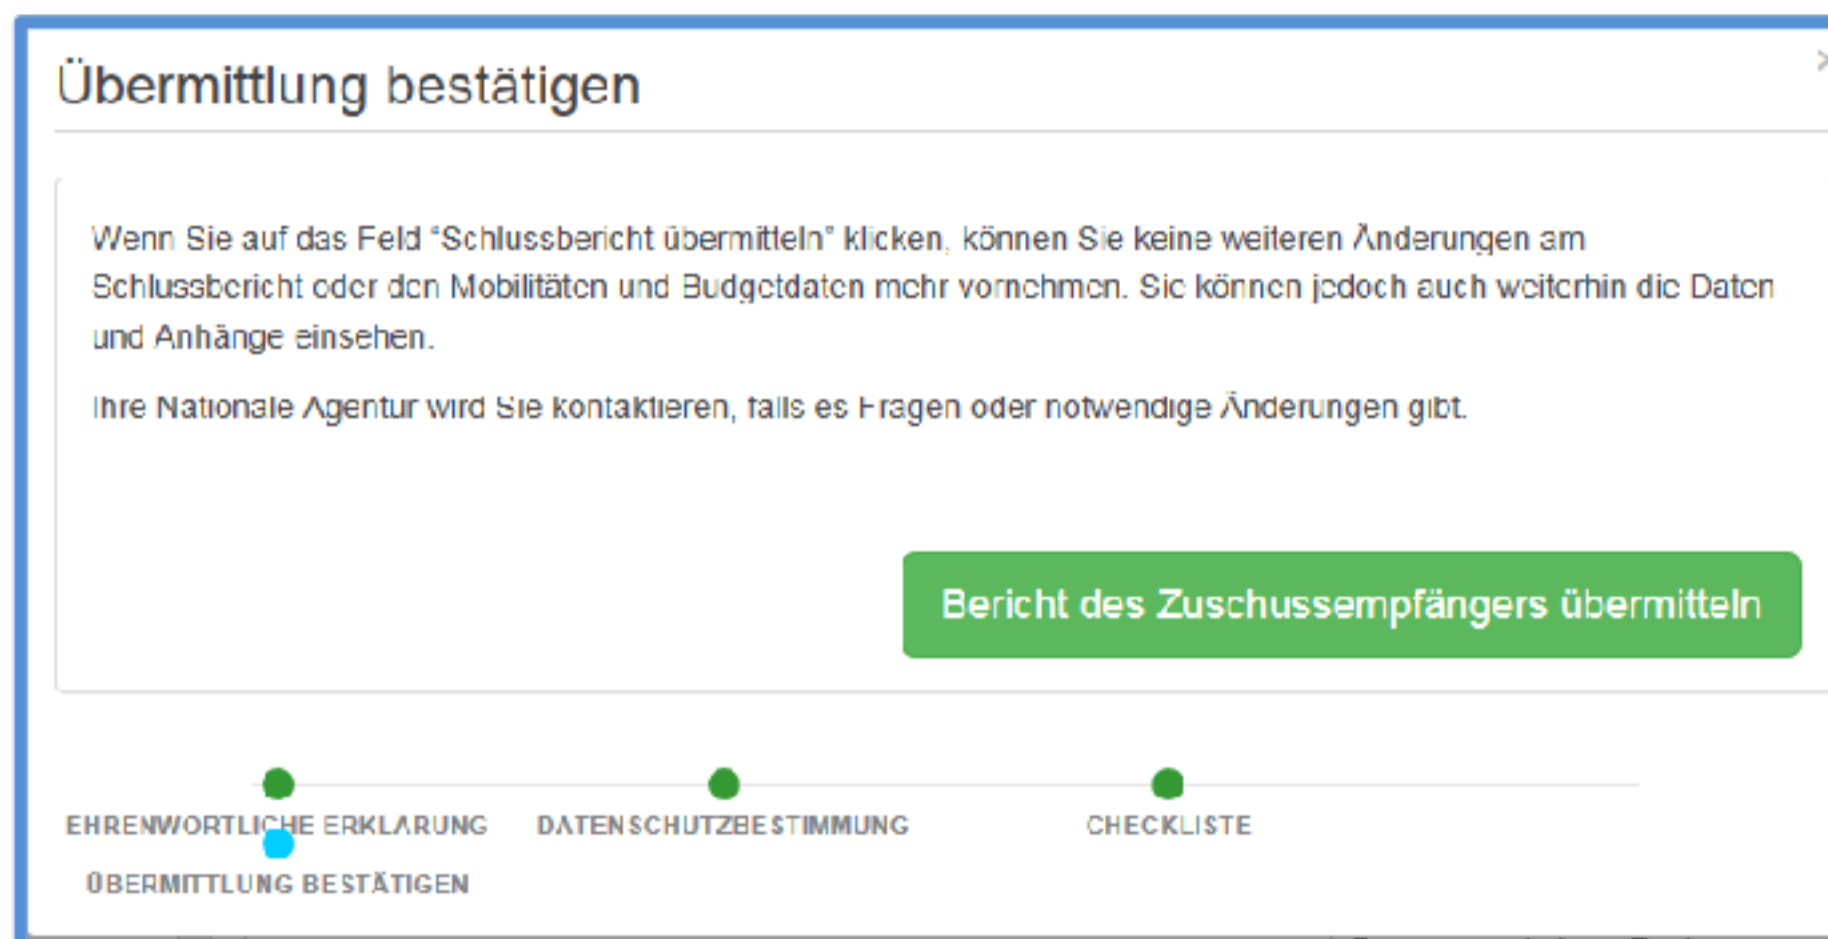 Übermittlung bestätigen
×
Wenn Sie auf das Feld “Schlussbericht übermitteln” klicken, können Sie keine weiteren Änderungen am
Schlussbericht oder den Mobilitäten und Budgetdaten mehr vornehmen. Sie können jedoch auch weiterhin die Daten
und Anhänge einsehen.
Ihre Nationale Agentur wird Sie kontaktieren, falls es Fragen oder notwendige Änderungen gibt.
Bericht des Zuschussempfängers übermitteln
EHRENWORTLICHE ERKLARUNG
DATENSCHUTZBESTIMMUNG
CHECKLISTE
ÜBERMITTLUNG BESTÄTIGEN